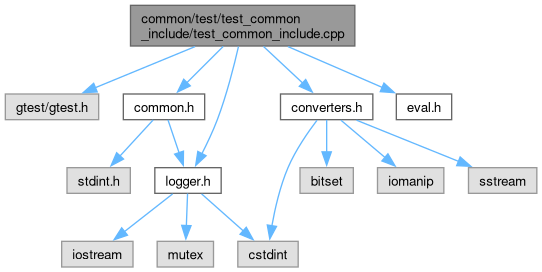 common/test/test_common
_include/test_common_include.cpp
gtest/gtest.h
common.h
converters.h
eval.h
stdint.h
logger.h
bitset
iomanip
sstream
iostream
mutex
cstdint